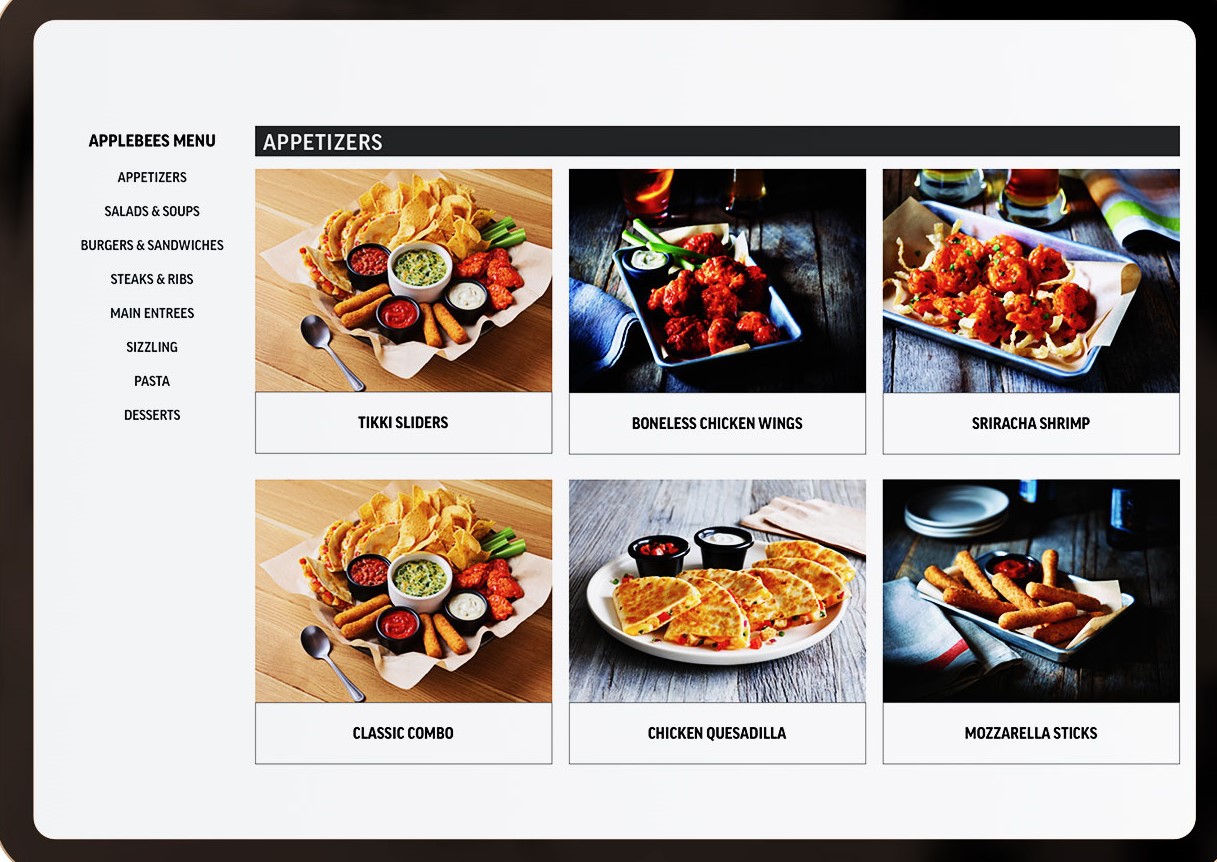 APPLEBEES MENU
APPETIZERS
SALADS & SOUPS
BURGERS & SANDWICHES
STEAKS & RIBS
MAIN ENTREES
SIZZLING
PASTA
DESSERTS
APPETIZERS
TIKKI SLIDERS
BONELESS CHICKEN WINGS
SRIRACHA SHRIMP
CLASSIC COMBO
CHICKEN QUESADILLA
MOZZARELLA STICKS